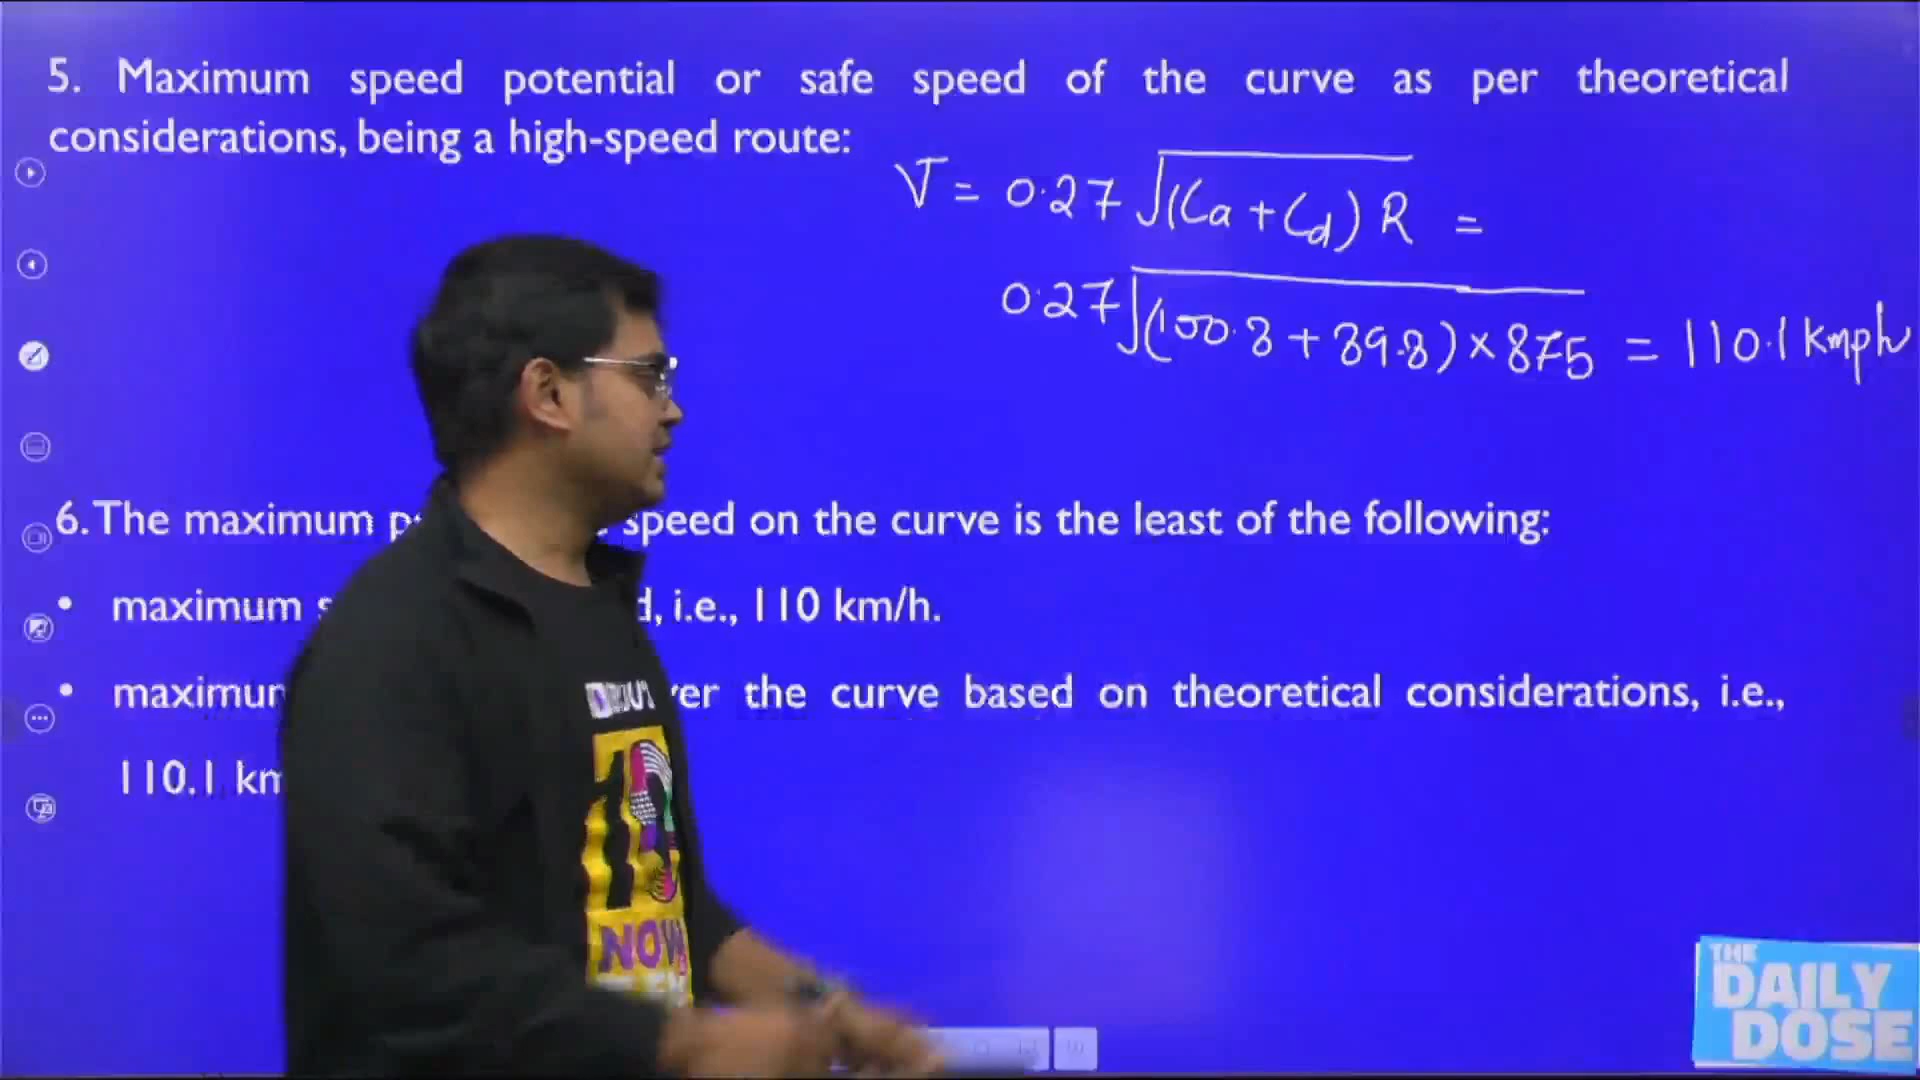 5. Maximum speed potential or safe speed of the curve as per theoretical
considerations, being a high-speed route:
V = 0.27 √(Ca + Cd) R =
0.27 √(100.8 + 89.8) × 875 = 110.1 kmph
6. The maximum speed on the curve is the least of the following:
• maximum i.e., 110 km/h.
• the curve based on theoretical considerations, i.e.,
110.1
NOW
THE
DAILY
DOSE